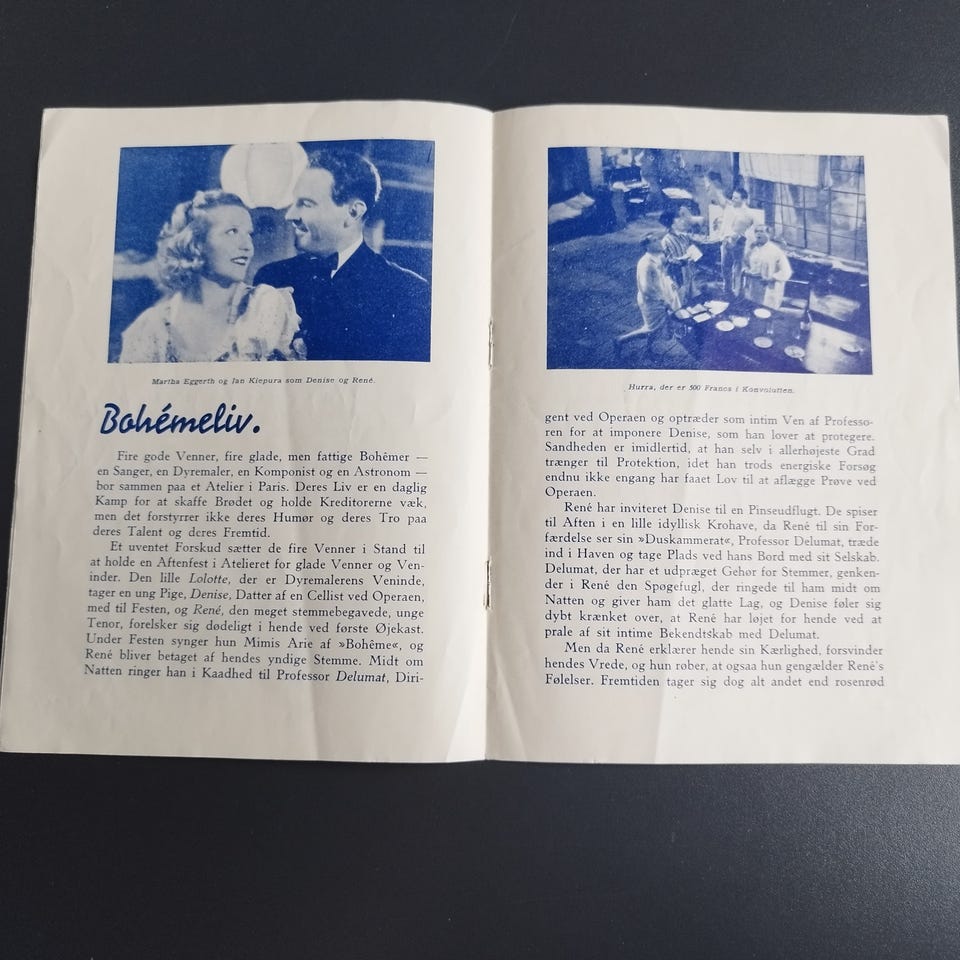 Martha Eggerth og Jan Kiepura som Denise og René.
Bohémeliv.
Fire gode Venner, fire glade, men fattige Bohêmer —
en Sanger, en Dyremaler, en Komponist og en Astronom —
bor sammen paa et Atelier i Paris. Deres Liv er en daglig
Kamp for at skaffe Brødet og holde Kreditorerne væk,
men det forstyrrer ikke deres Humør og deres Tro paa
deres Talent og deres Fremtid.
Et uventet Forskud sætter de fire Venner i Stand til
at holde en Aftenfest i Atelieret for glade Venner og Ven-
inder. Den lille Lolotte, der er Dyremalerens Veninde,
tager en ung Pige, Denise, Datter af en Cellist ved Operaen,
med til Festen, og René, den meget stemmebegavede, unge
Tenor, forelsker sig dødeligt i hende ved første Øjekast.
Under Festen synger hun Mimis Arie af »Bohême«, og
René bliver betaget af hendes yndige Stemme. Midt om
Natten ringer han i Kaadhed til Professor Delumat, Diri-
Hurra, der er 500 Francs i Konvolutten.
gent ved Operaen og optræder som intim Ven af Professo-
ren for at imponere Denise, som han lover at protegere.
Sandheden er imidlertid, at han selv i allerhøjeste Grad
trænger til Protektion, idet han trods energiske Forsøg
endnu ikke engang har faaet Lov til at aflægge Prøve ved
Operaen.
René har inviteret Denise til en Pinseudflugt. De spiser
til Aften i en lille idyllisk Krohave, da René til sin For-
færdelse ser sin »Duskammerat«, Professor Delumat, træde
ind i Haven og tage Plads ved hans Bord med sit Selskab.
Delumat, der har et udpræget Gehør for Stemmer, genken-
der i René den Spøgefugl, der ringede til ham midt om
Natten og giver ham det glatte Lag, og Denise føler sig
dybt krænket over, at René har løjet for hende ved at
prale af sit intime Bekendtskab med Delumat.
Men da René erklærer hende sin Kærlighed, forsvinder
hendes Vrede, og hun røber, at ogsaa hun gengælder René's
Følelser. Fremtiden tager sig dog alt andet end rosenrød